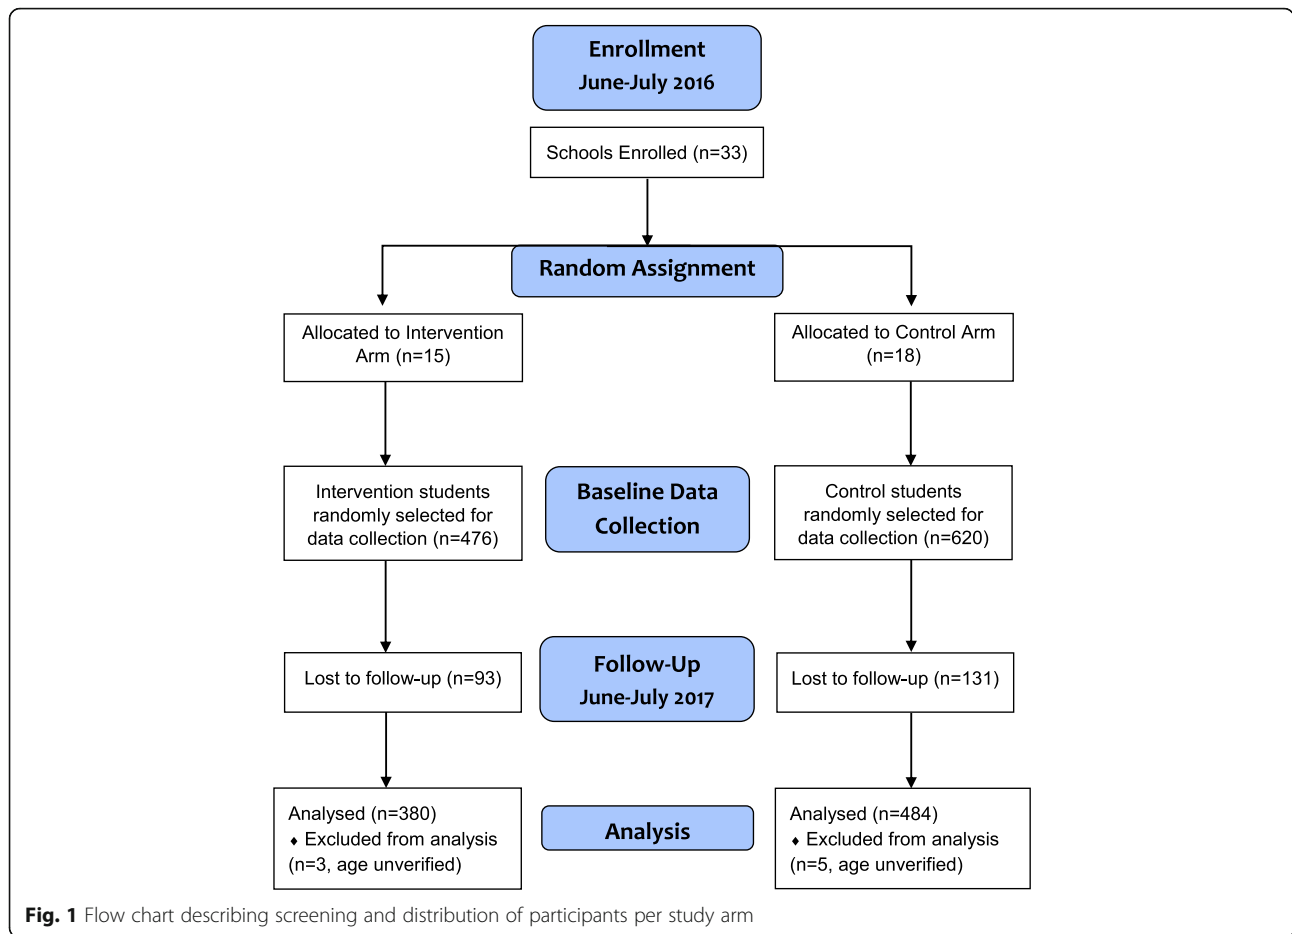 Enrollment
June-July 2016
Schools Enrolled (n=33)
Random Assignment
Allocated to Intervention
Arm (n=15)
Allocated to Control Arm
(n=18)
Intervention students
randomly selected for
data collection (n=476)
Baseline Data
Collection
Control students
randomly selected for
data collection (n=620)
Lost to follow-up (n=93)
Follow-Up
June-July 2017
Lost to follow-up (n=131)
Analysed (n=380)
♦ Excluded from analysis
(n=3, age unverified)
Analysis
Analysed (n=484)
♦ Excluded from analysis
(n=5, age unverified)
Fig. 1 Flow chart describing screening and distribution of participants per study arm